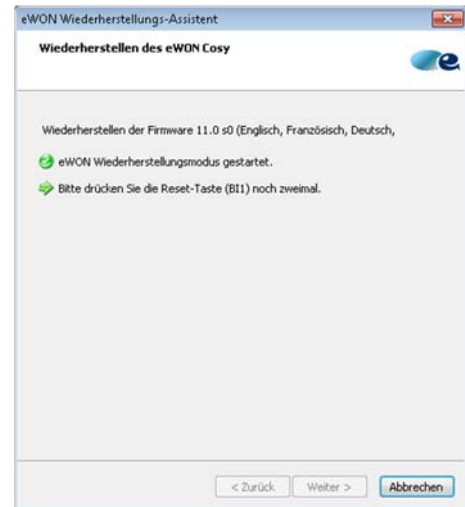 eWON Wiederherstellungs-Assistent
Wiederherstellen des eWON Cosy
Wiederherstellen der Firmware 11.0 s0 (Englisch, Französisch, Deutsch,
eWON Wiederherstellungsmodus gestartet.
Bitte drücken Sie die Reset-Taste (BI1) noch zweimal.
< Zurück Weiter > Abbrechen